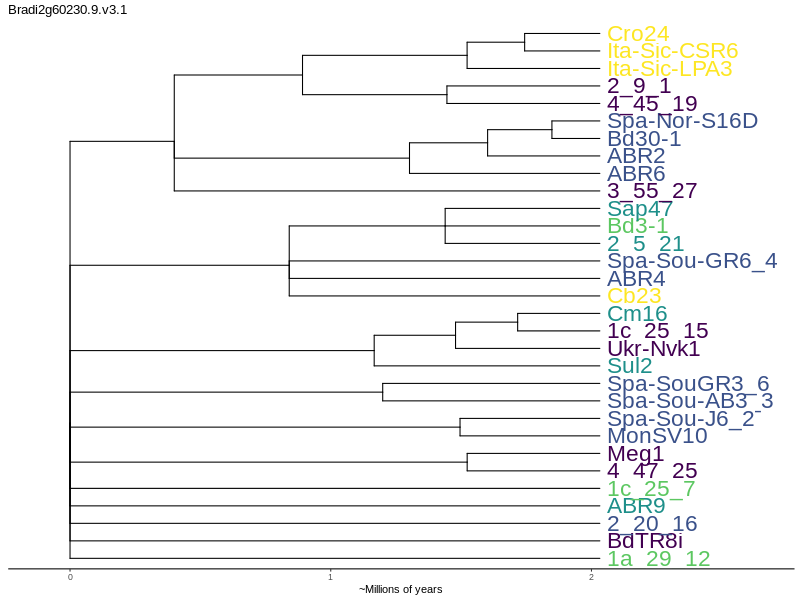 Bradi2g60230.9.v3.1
Cro24
Ita-Sic-CSR6
Ita-Sic-LPA3
2_9_1
4_45_19
Spa-Nor-S16D
Bd30-1
ABR2
ABR6
3_55_27
Sap47
Bd3-1
2_5_21
Spa-Sou-GR6_4
ABR4
Cb23
Cm16
1c_25_15
Ukr-Nvk1
Sul2
Spa-SouGR3_6
Spa-Sou-AB3_3
Spa-Sou-J6_2
MonSV10
Meg1
4_47_25
1c_25_7
ABR9
2_20_16
BdTR8i
1a_29_12
0 1 2
~Millions of years